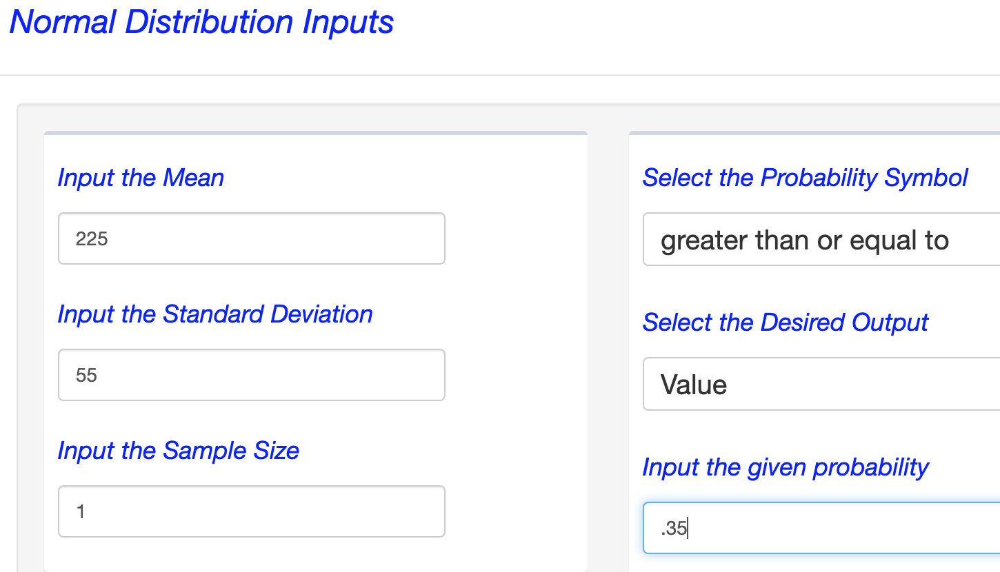 Normal Distribution Inputs
Input the Mean
225
Input the Standard Deviation
55
Input the Sample Size
1
Select the Probability Symbol
greater than or equal to
Select the Desired Output
Value
Input the given probability
.35